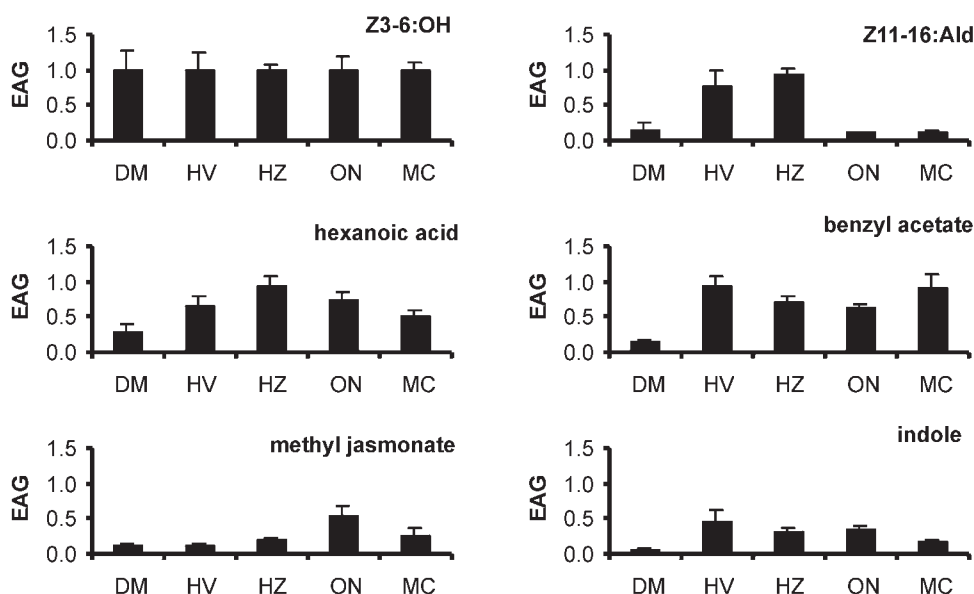 Z3-6:OH
EAG
1.5
1.0
0.5
0.0
DM HV HZ ON MC
Z11-16:Ald
EAG
1.5
1.0
0.5
0.0
DM HV HZ ON MC
hexanoic acid
EAG
1.5
1.0
0.5
0.0
DM HV HZ ON MC
benzyl acetate
EAG
1.5
1.0
0.5
0.0
DM HV HZ ON MC
methyl jasmonate
EAG
1.5
1.0
0.5
0.0
DM HV HZ ON MC
indole
EAG
1.5
1.0
0.5
0.0
DM HV HZ ON MC